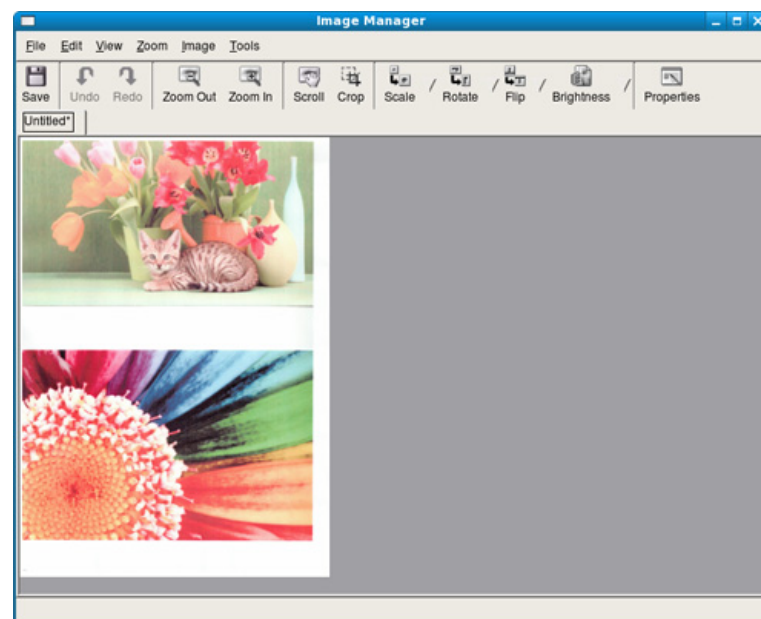 Image Manager
File Edit View Zoom Image Tools
Save Undo Redo Zoom Out Zoom In Scroll Crop Scale / Rotate / Flip / Brightness / Properties
Untitled*